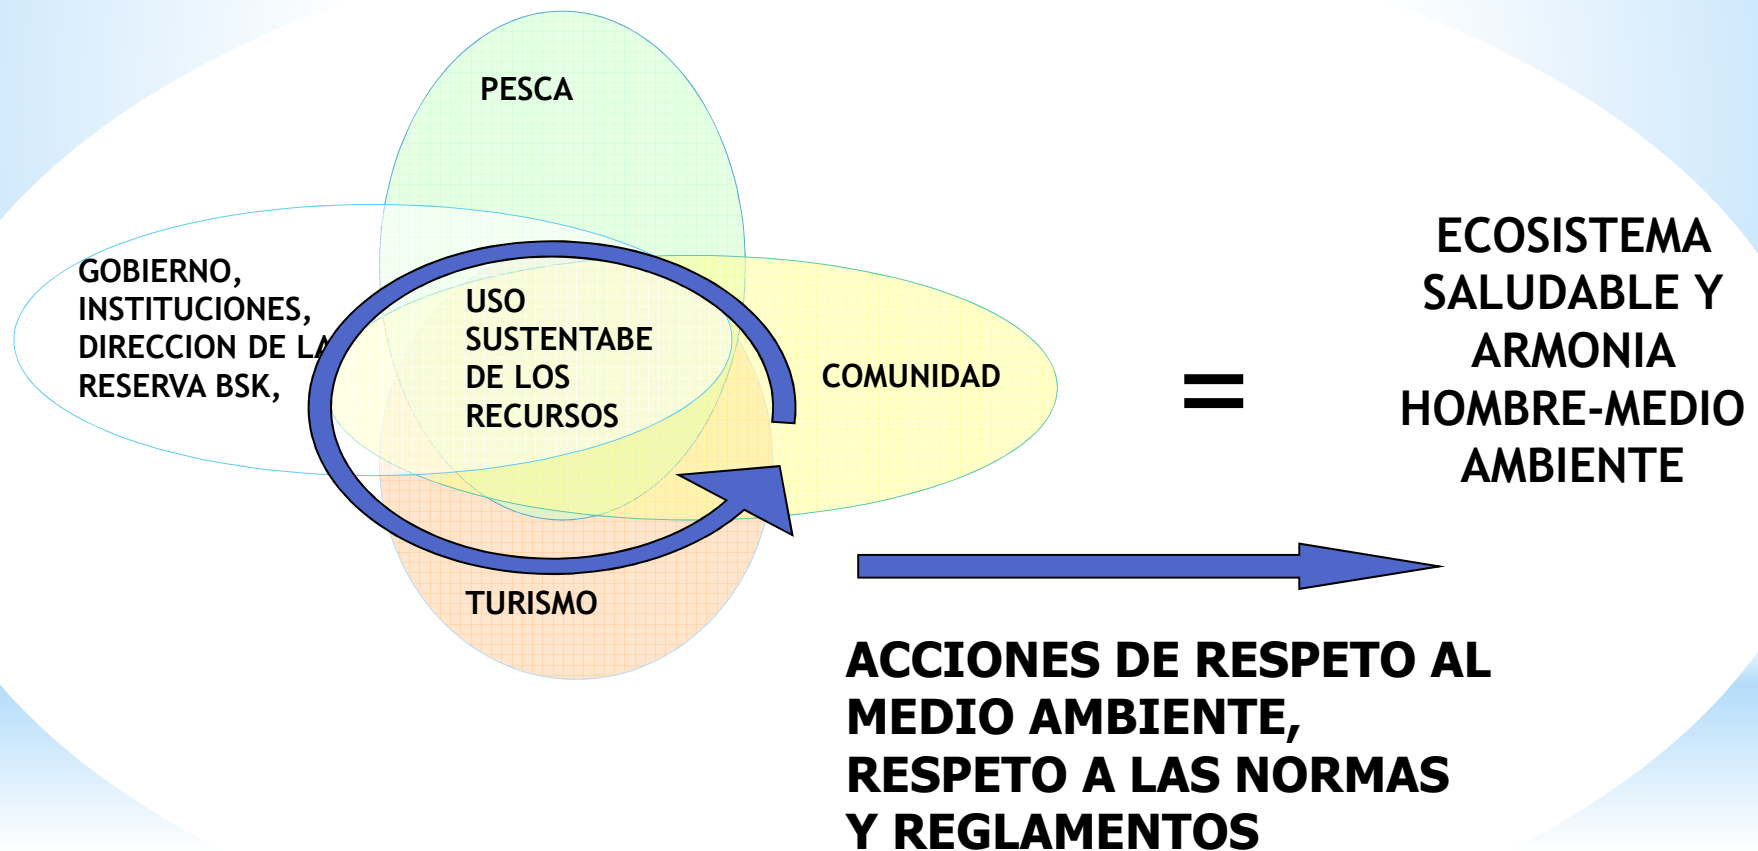 PESCA
GOBIERNO,
INSTITUCIONES,
DIRECCION DE LA
RESERVA BSK,
USO
SUSTENTABE
DE LOS
RECURSOS
COMUNIDAD
TURISMO
=
ECOSISTEMA
SALUDABLE Y
ARMONIA
HOMBRE-MEDIO
AMBIENTE
ACCIONES DE RESPETO AL
MEDIO AMBIENTE,
RESPETO A LAS NORMAS
Y REGLAMENTOS